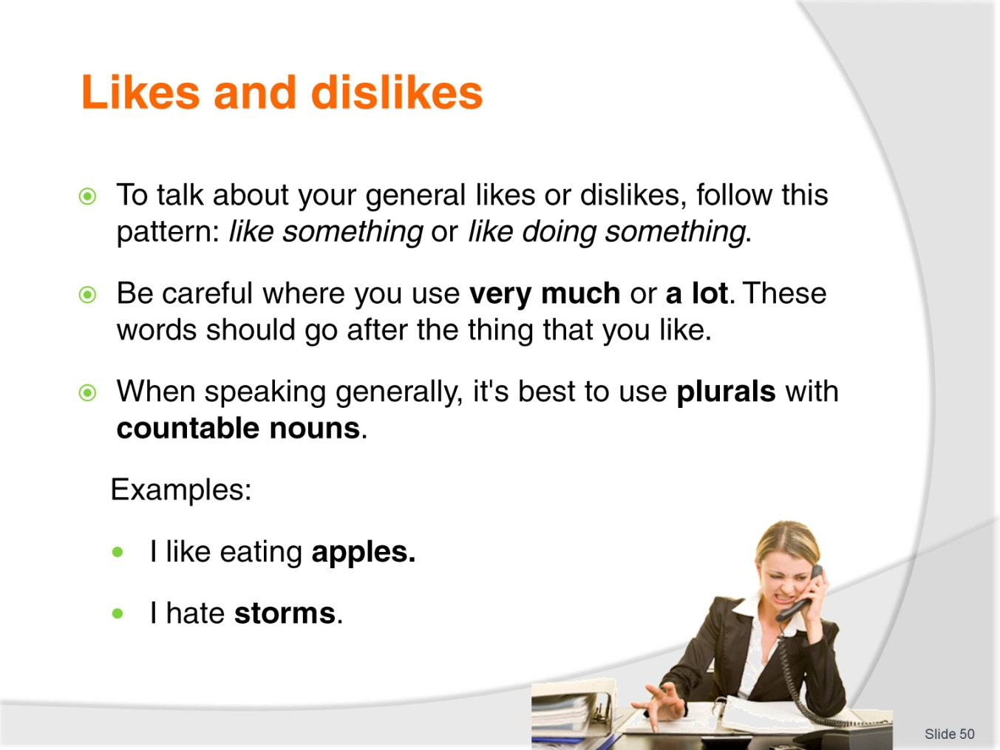 Likes and dislikes
To talk about your general likes or dislikes, follow this
pattern: like something or like doing something.
Be careful where you use very much or a lot. These
words should go after the thing that you like.
When speaking generally, it's best to use plurals with
countable nouns.
Examples:
I like eating apples.
I hate storms.
Slide 50